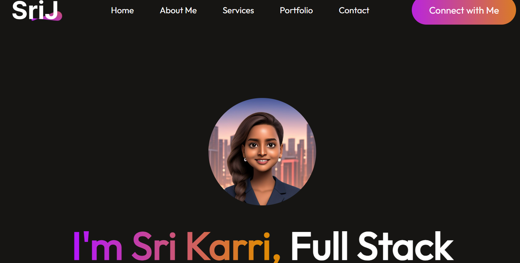 SriJ
Home About Me Services Portfolio Contact Connect with Me
I'm Sri Karri, Full Stack